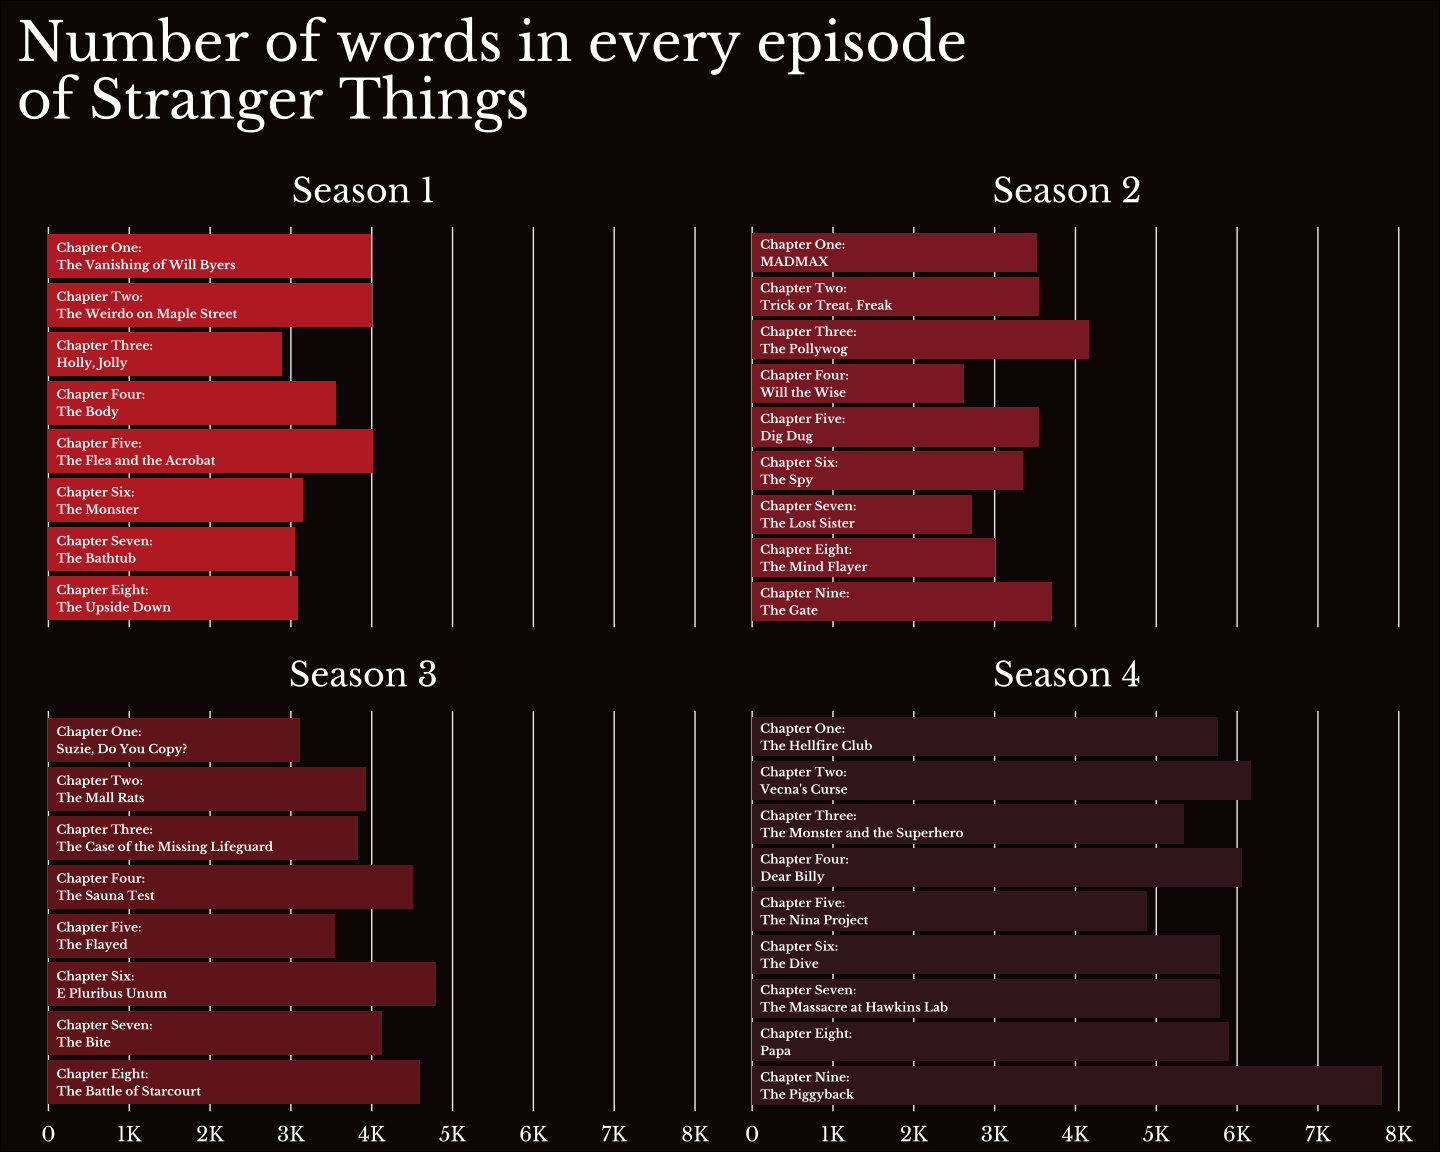 Number of words in every episode
of Stranger Things
Season 1
Chapter One:
The Vanishing of Will Byers
Chapter Two:
The Weirdo on Maple Street
Chapter Three:
Holly, Jolly
Chapter Four:
The Body
Chapter Five:
The Flea and the Acrobat
Chapter Six:
The Monster
Chapter Seven:
The Bathtub
Chapter Eight:
The Upside Down
Season 2
Chapter One:
MADMAX
Chapter Two:
Trick or Treat, Freak
Chapter Three:
The Pollywog
Chapter Four:
Will the Wise
Chapter Five:
Dig Dug
Chapter Six:
The Spy
Chapter Seven:
The Lost Sister
Chapter Eight:
The Mind Flayer
Chapter Nine:
The Gate
Season 3
Chapter One:
Suzie, Do You Copy?
Chapter Two:
The Mall Rats
Chapter Three:
The Case of the Missing Lifeguard
Chapter Four:
The Sauna Test
Chapter Five:
The Flayed
Chapter Six:
E Pluribus Unum
Chapter Seven:
The Bite
Chapter Eight:
The Battle of Starcourt
0 1K 2K 3K 4K 5K 6K 7K 8K
Season 4
Chapter One:
The Hellfire Club
Chapter Two:
Vecna's Curse
Chapter Three:
The Monster and the Superhero
Chapter Four:
Dear Billy
Chapter Five:
The Nina Project
Chapter Six:
The Dive
Chapter Seven:
The Massacre at Hawkins Lab
Chapter Eight:
Papa
Chapter Nine:
The Piggyback
0 1K 2K 3K 4K 5K 6K 7K 8K